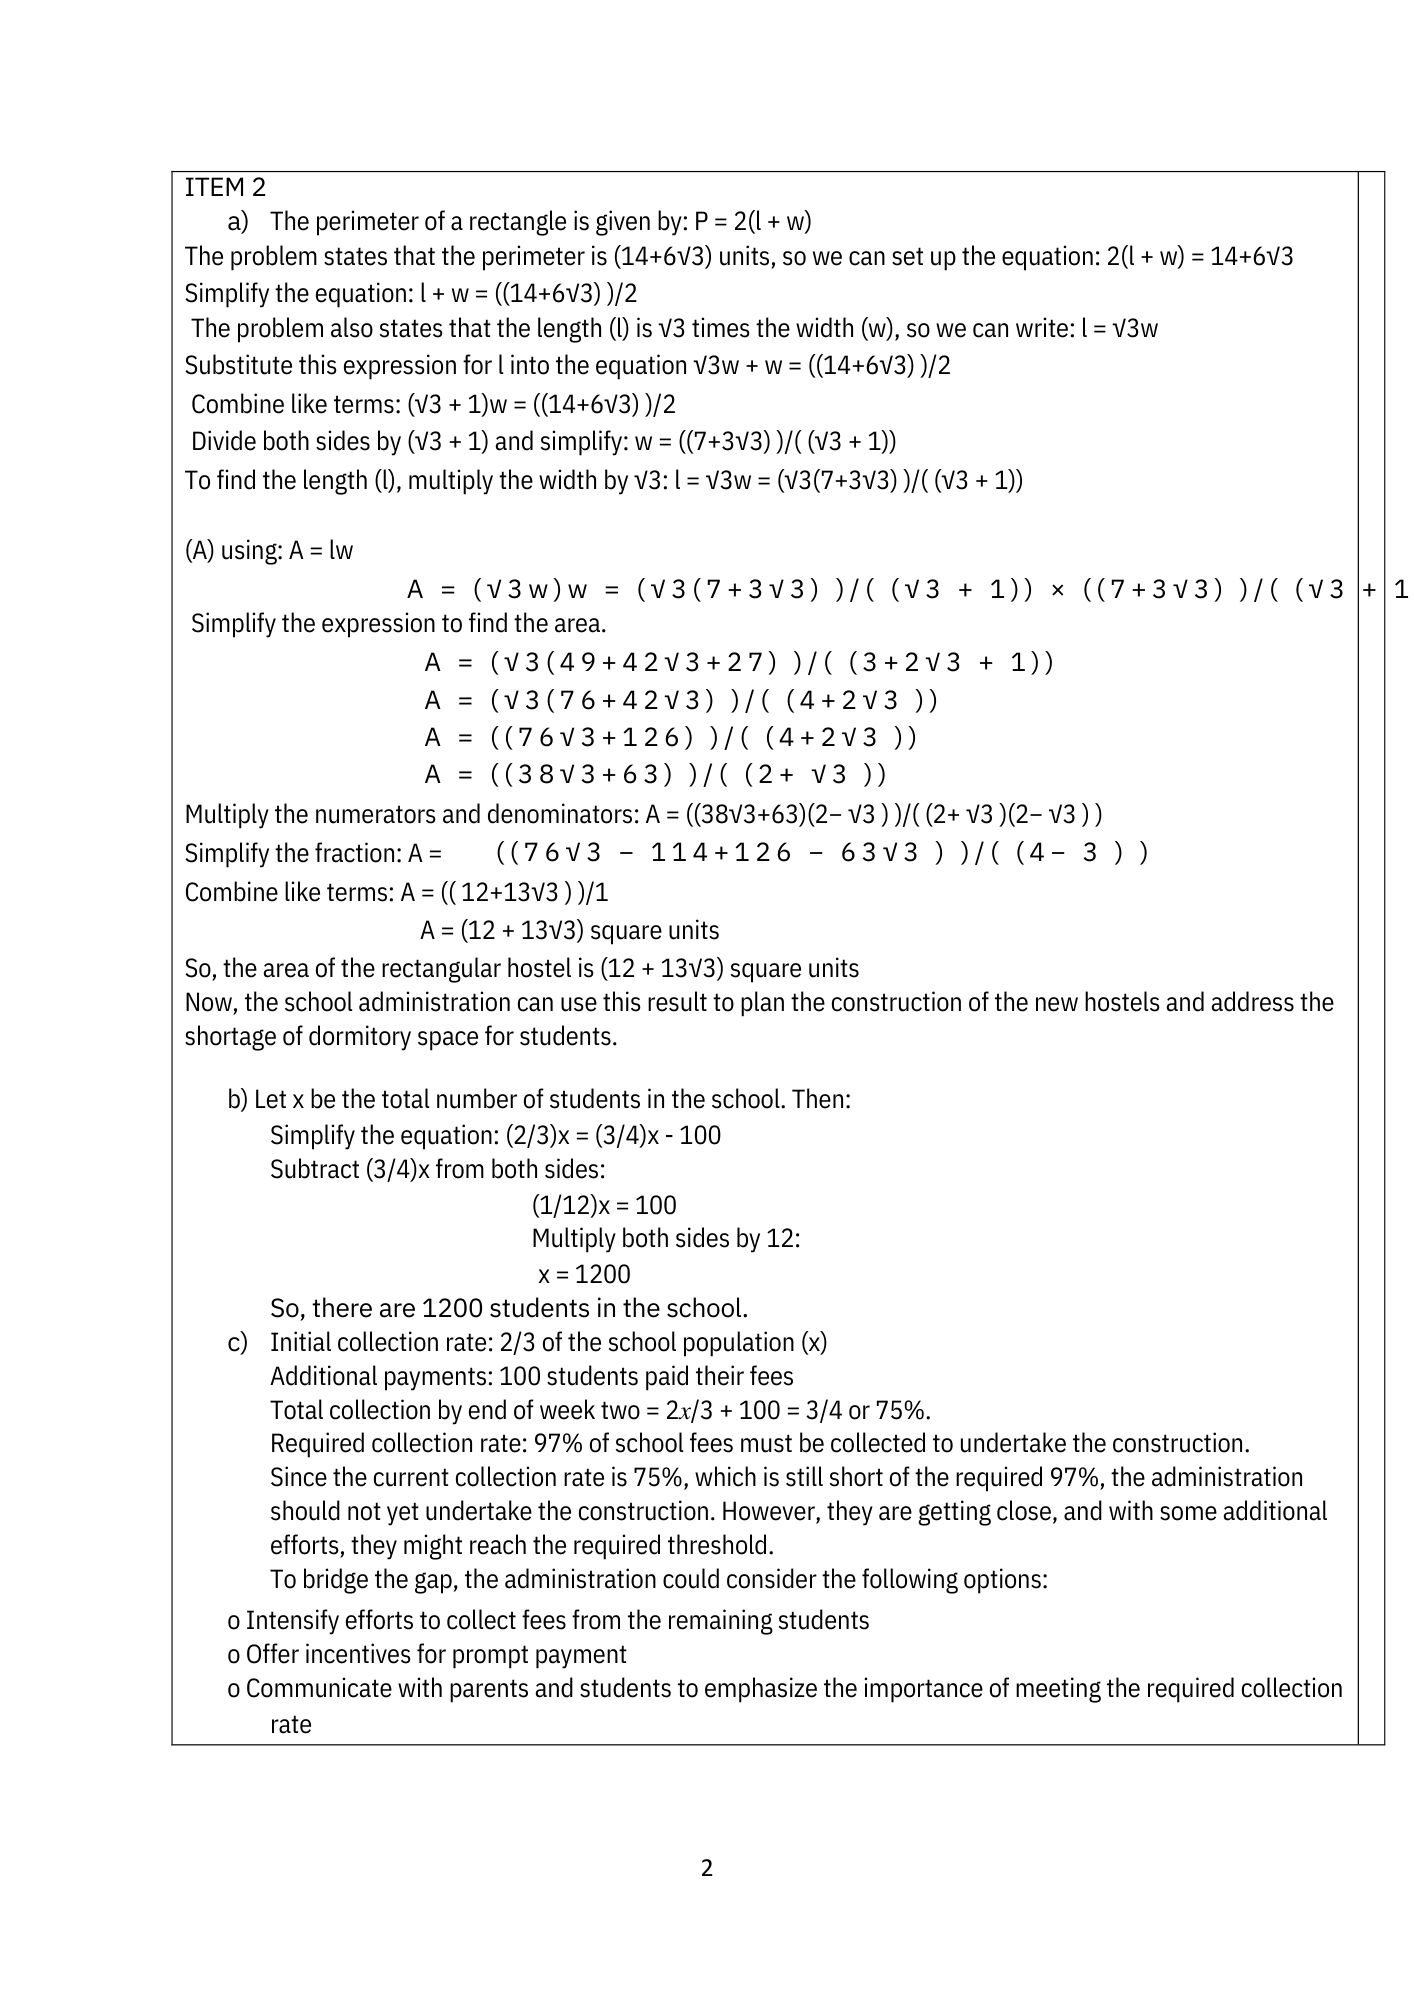 ITEM 2
a) The perimeter of a rectangle is given by: P = 2(l + w)
The problem states that the perimeter is (14+6√3) units, so we can set up the equation: 2(l + w) = 14+6√3
Simplify the equation: l + w = ((14+6√3) )/2
The problem also states that the length (l) is √3 times the width (w), so we can write: l = √3w
Substitute this expression for l into the equation √3w + w = ((14+6√3) )/2
Combine like terms: (√3 + 1)w = ((14+6√3) )/2
Divide both sides by (√3 + 1) and simplify: w = ((7+3√3) )/( (√3 + 1))
To find the length (l), multiply the width by √3: l = √3w = (√3(7+3√3) )/( (√3 + 1))
(A) using: A = lw
A = (√3w)w = (√3(7+3√3) )/( (√3 + 1)) × ((7+3√3) )/( (√3 + 1
Simplify the expression to find the area.
A = (√3(49+42√3+27) )/( (3+2√3 + 1))
A = (√3(76+42√3) )/( (4+2√3 ))
A = ((76√3+126) )/( (4+2√3 ))
A = ((38√3+63) )/( (2+ √3 ))
Multiply the numerators and denominators: A = ((38√3+63)(2− √3 ) )/( (2+ √3 )(2− √3 ) )
Simplify the fraction: A = ((76√3 − 114+126 − 63√3 ) )/( (4− 3 ) )
Combine like terms: A = (( 12+13√3 ) )/1
A = (12 + 13√3) square units
So, the area of the rectangular hostel is (12 + 13√3) square units
Now, the school administration can use this result to plan the construction of the new hostels and address the
shortage of dormitory space for students.
b) Let x be the total number of students in the school. Then:
Simplify the equation: (2/3)x = (3/4)x - 100
Subtract (3/4)x from both sides:
(1/12)x = 100
Multiply both sides by 12:
x = 1200
So, there are 1200 students in the school.
c) Initial collection rate: 2/3 of the school population (x)
Additional payments: 100 students paid their fees
Total collection by end of week two = 2𝑥/3 + 100 = 3/4 or 75%.
Required collection rate: 97% of school fees must be collected to undertake the construction.
Since the current collection rate is 75%, which is still short of the required 97%, the administration
should not yet undertake the construction. However, they are getting close, and with some additional
efforts, they might reach the required threshold.
To bridge the gap, the administration could consider the following options:
o Intensify efforts to collect fees from the remaining students
o Offer incentives for prompt payment
o Communicate with parents and students to emphasize the importance of meeting the required collection
rate
2